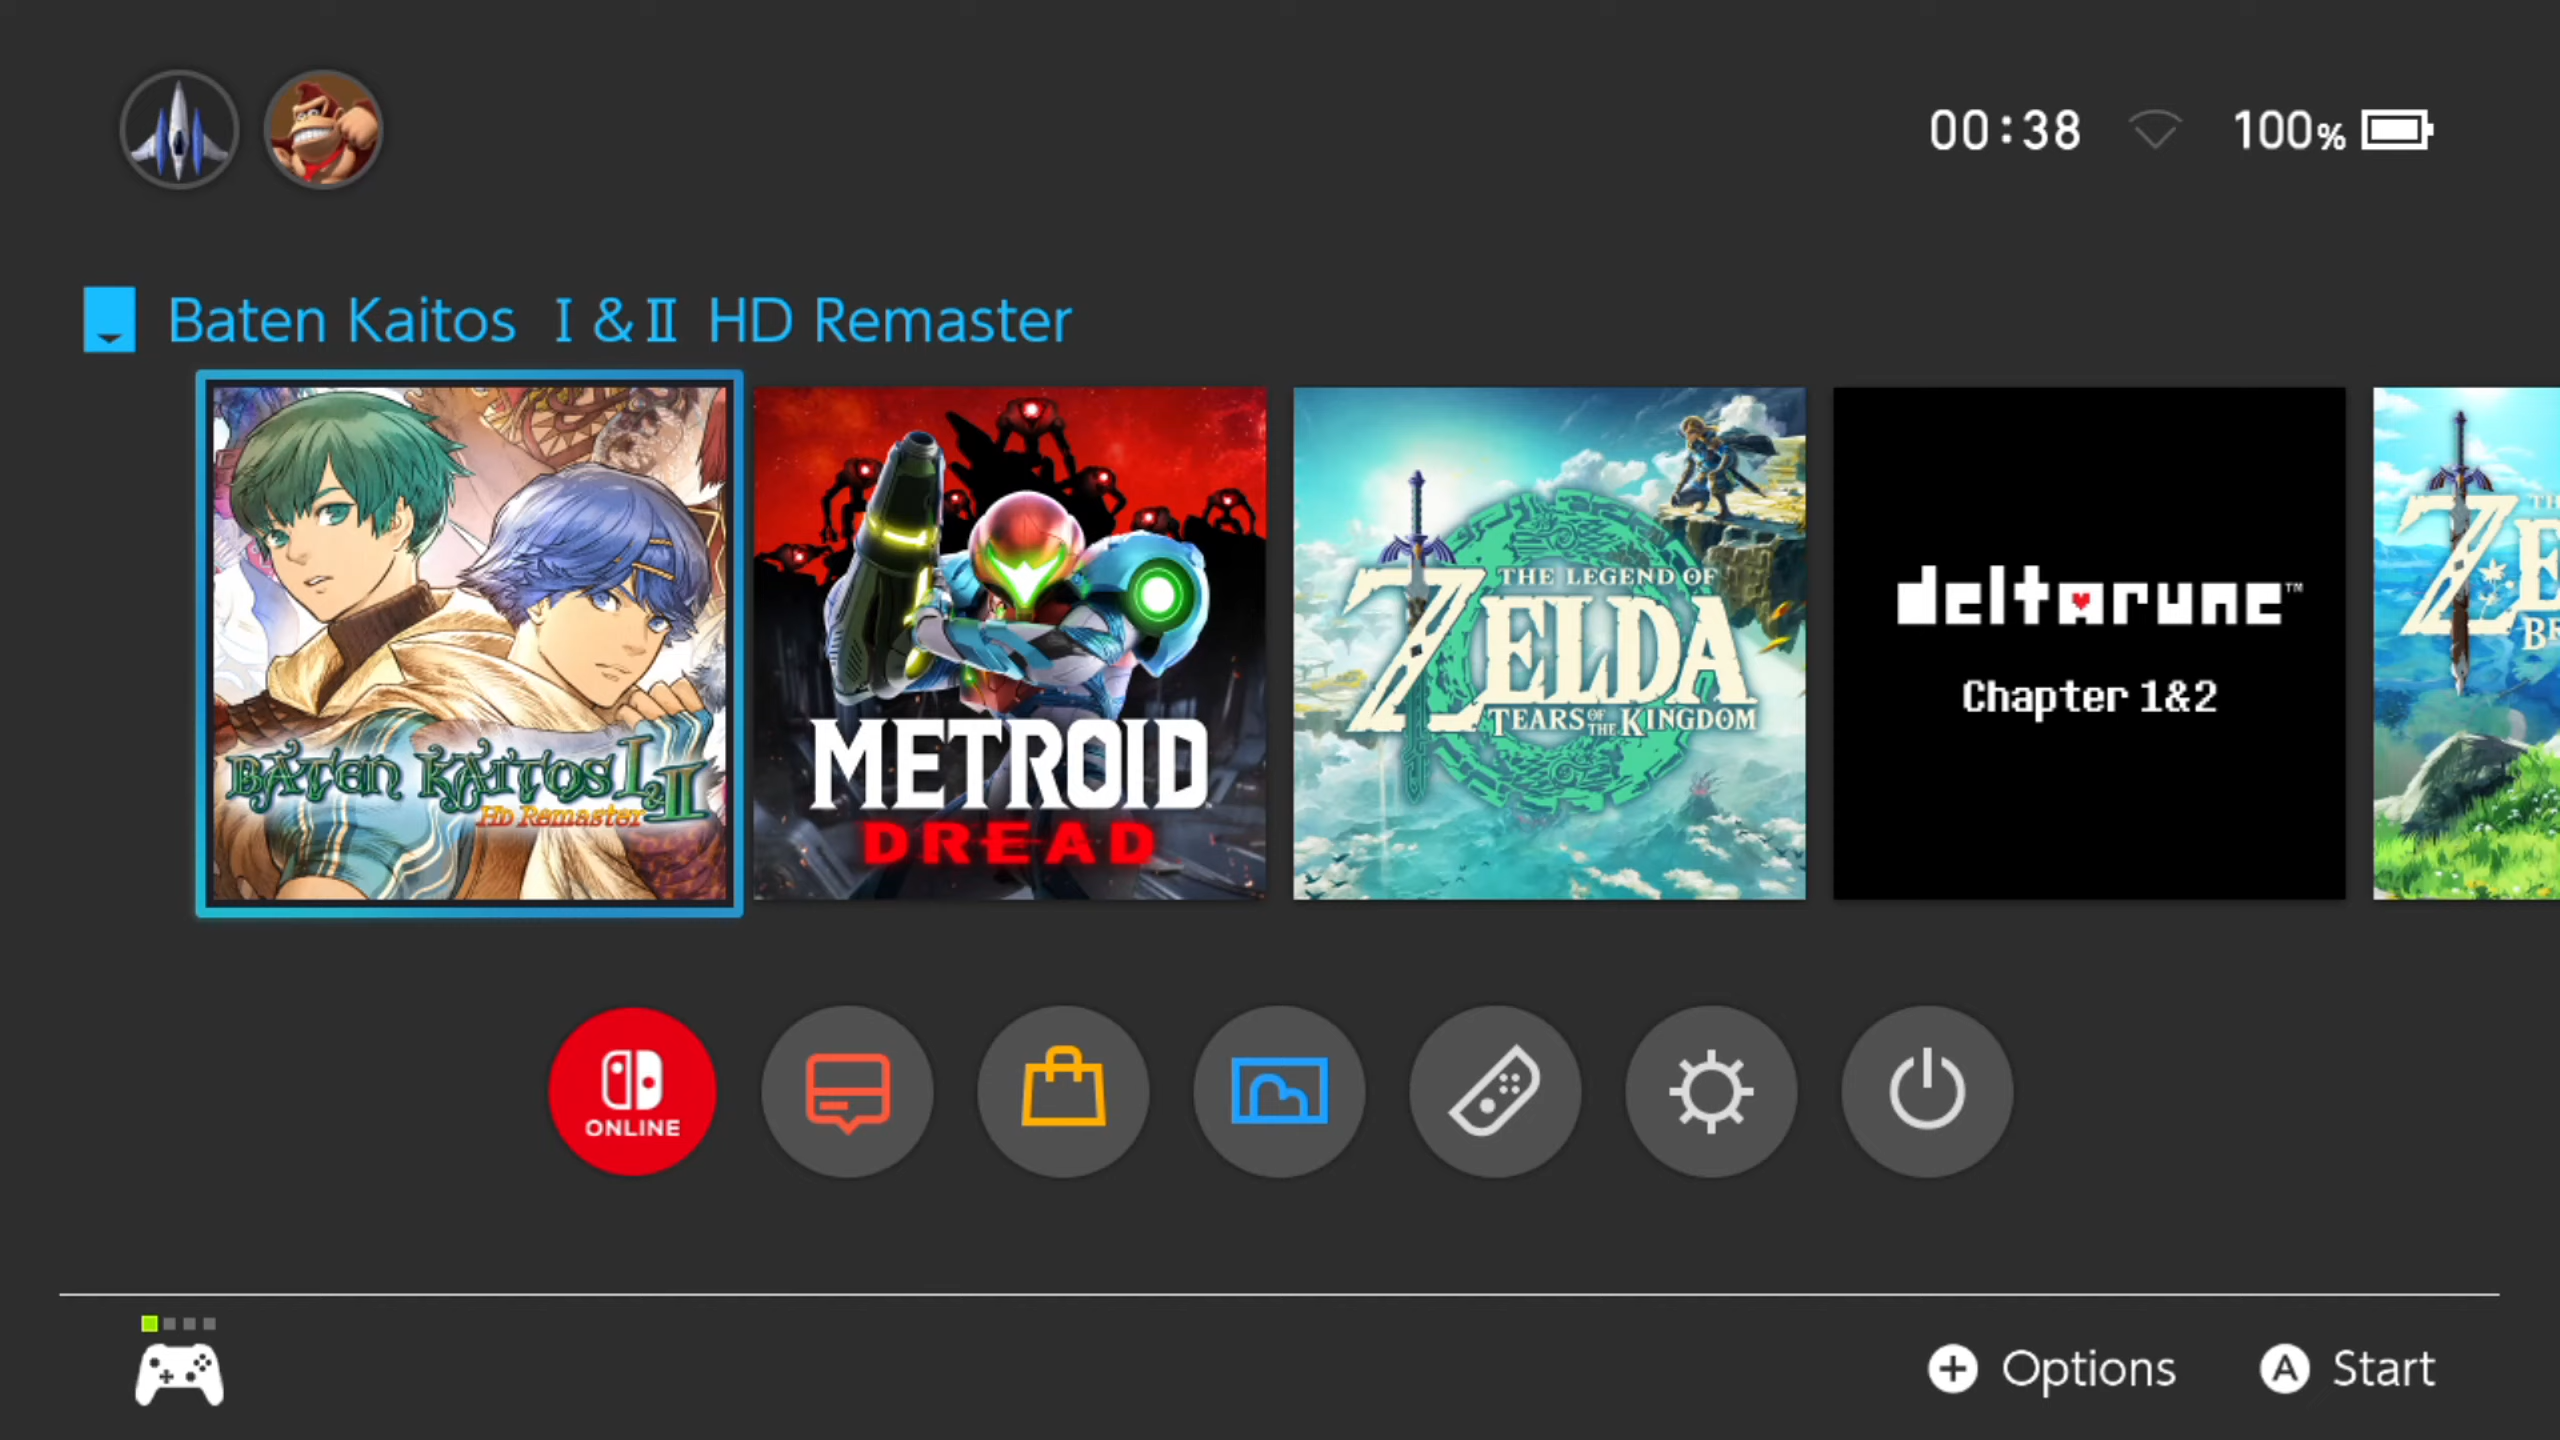 00:38 100%
Baten Kaitos I & II HD Remaster
BATEN KAITOS I & II
HD Remaster
METROID
DREAD
THE LEGEND OF
ZELDA
TEARS OF THE KINGDOM
deltarune™
Chapter 1&2
ONLINE
Options
A Start